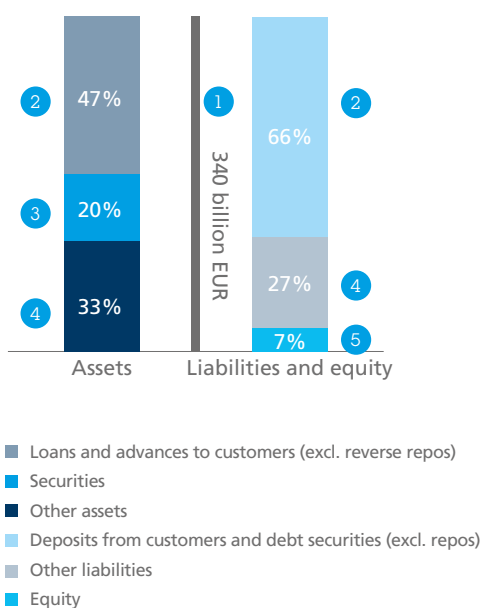 2
47%
1
2
66%
340 billion EUR
3
20%
4
33%
27%
4
7%
5
Assets
Liabilities and equity
Loans and advances to customers (excl. reverse repos)
Securities
Other assets
Deposits from customers and debt securities (excl. repos)
Other liabilities
Equity